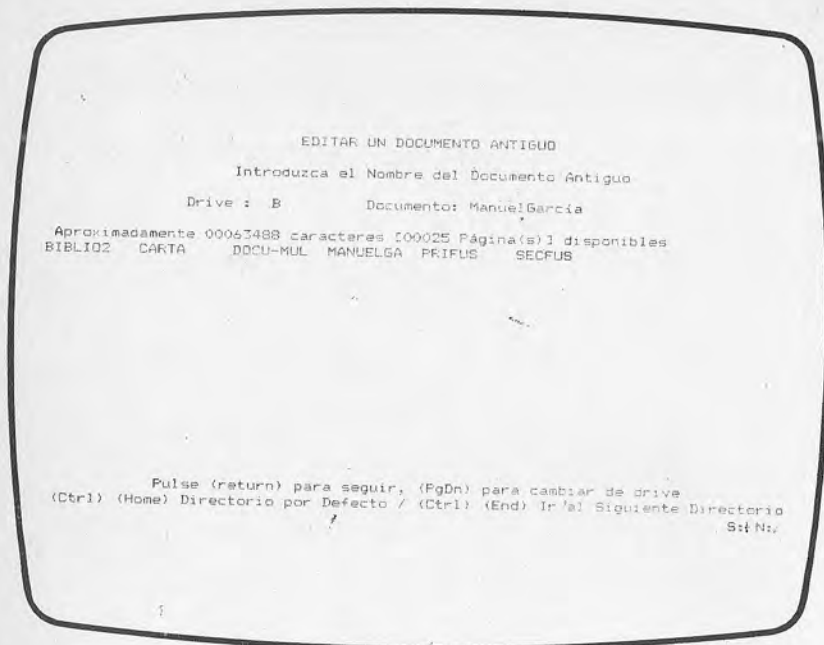 EDITAR UN DOCUMENTO ANTIGUO
Introduzca el Nombre del Documento Antiguo
Drive : B Documento: ManuelGarcia
Aproximadamente 00063488 caracteres [00025 Página(s)] disponibles
BIBLIO2 CARTA DOCU-MUL MANUELGA PRIFUS SECFUS
Pulse (return) para seguir, (PgDn) para cambiar de drive
(Ctrl) (Home) Directorio por Defecto / (Ctrl) (End) Ir al Siguiente Directorio
S: N: